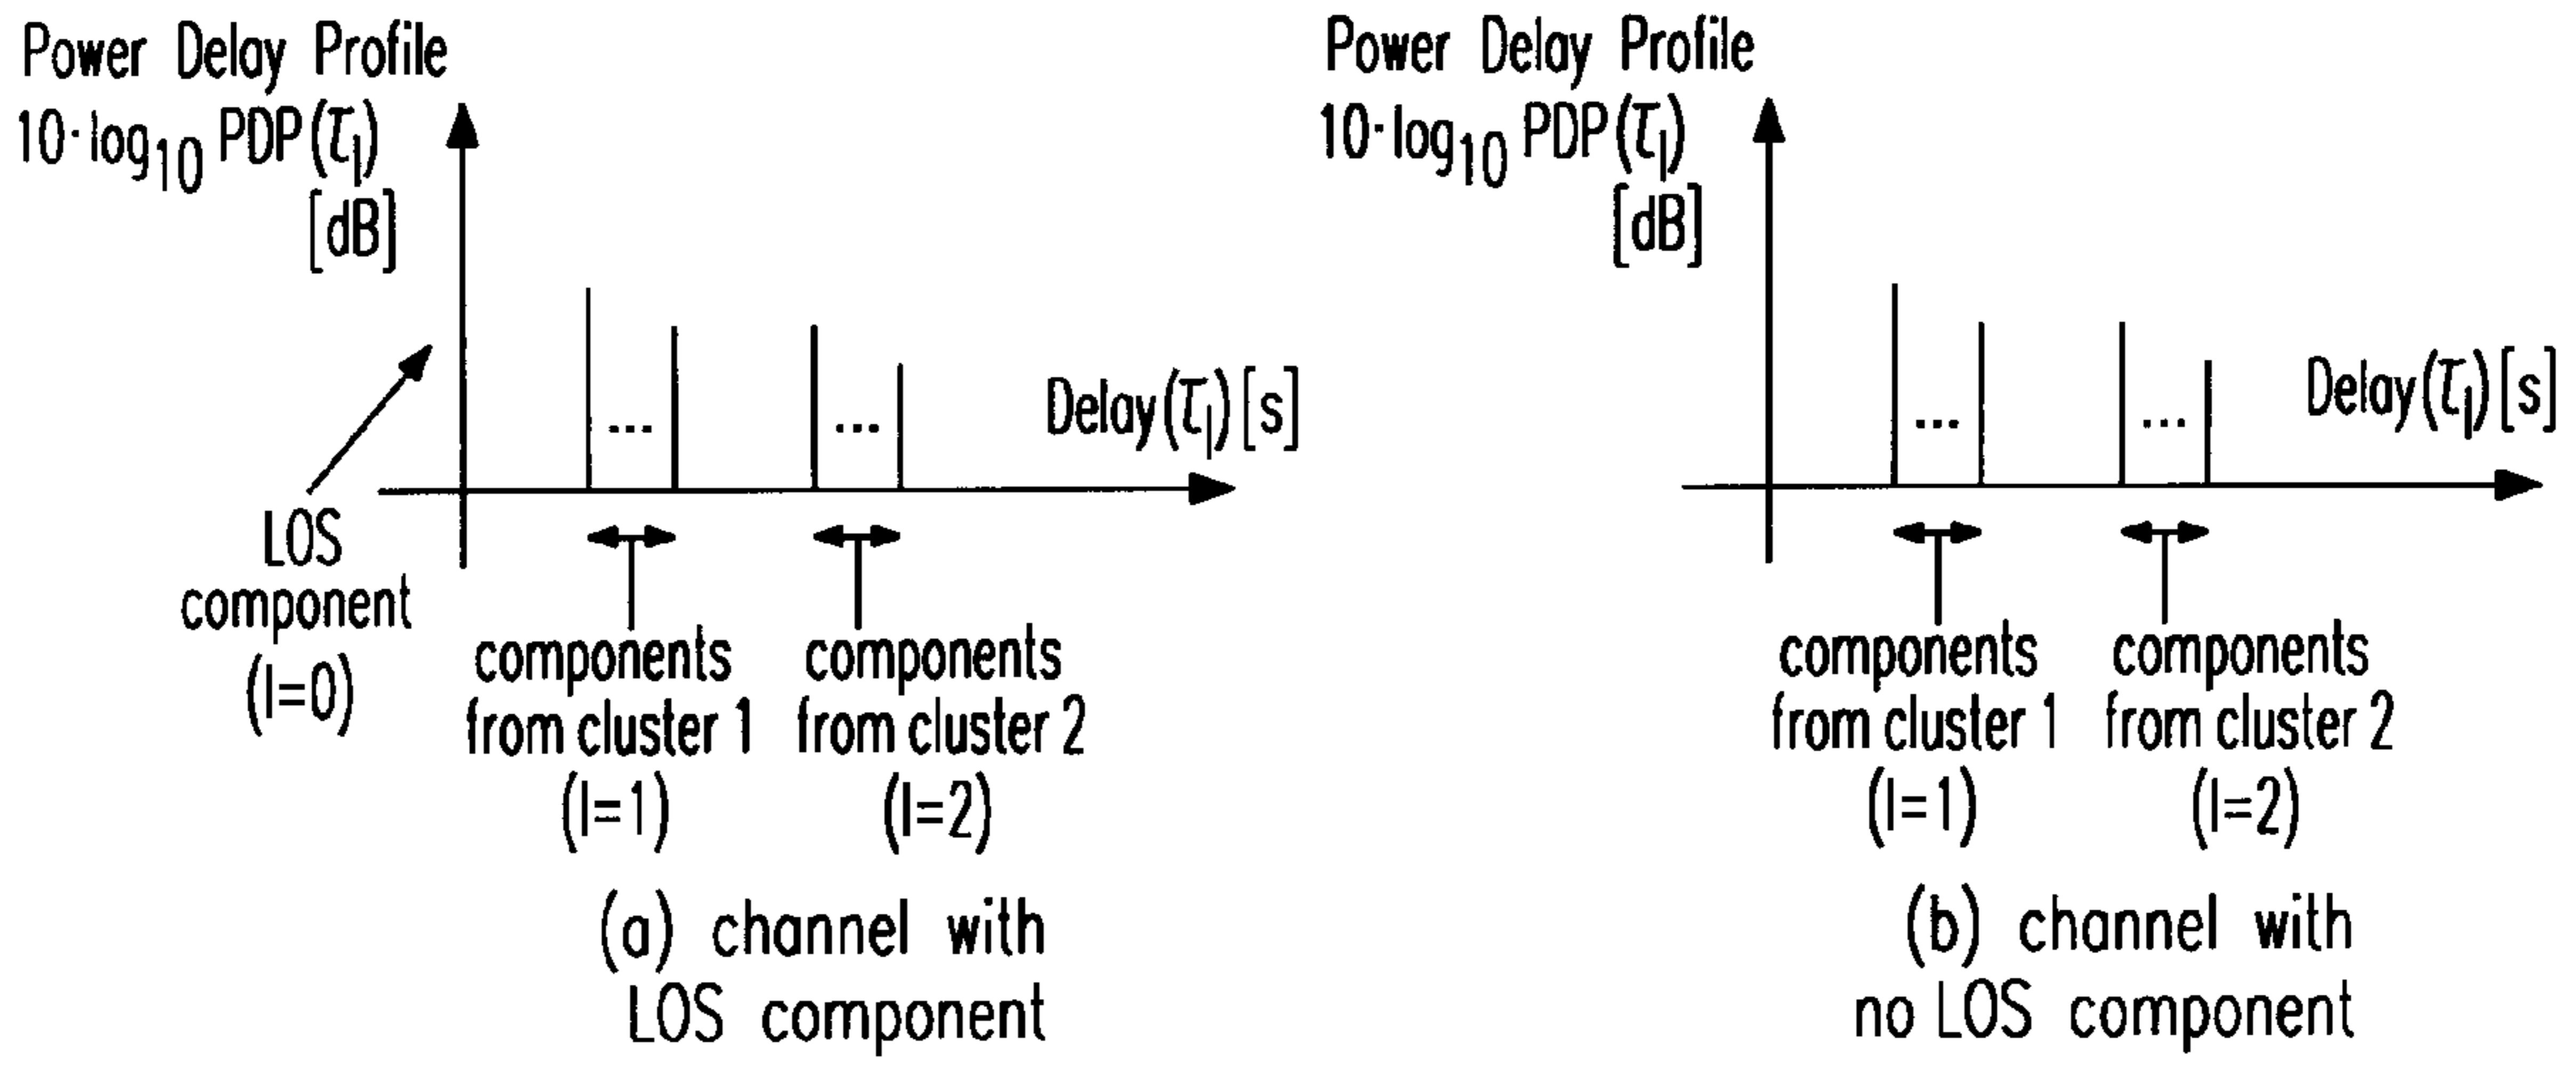 Power Delay Profile
10·log10 PDP(τl)
[dB]
Delay(τl)[s]
...
...
LOS
component
(l=0)
components
from cluster 1
(l=1)
components
from cluster 2
(l=2)
(a) channel with
LOS component
Power Delay Profile
10·log10 PDP(τl)
[dB]
Delay(τl)[s]
...
...
components
from cluster 1
(l=1)
components
from cluster 2
(l=2)
(b) channel with
no LOS component